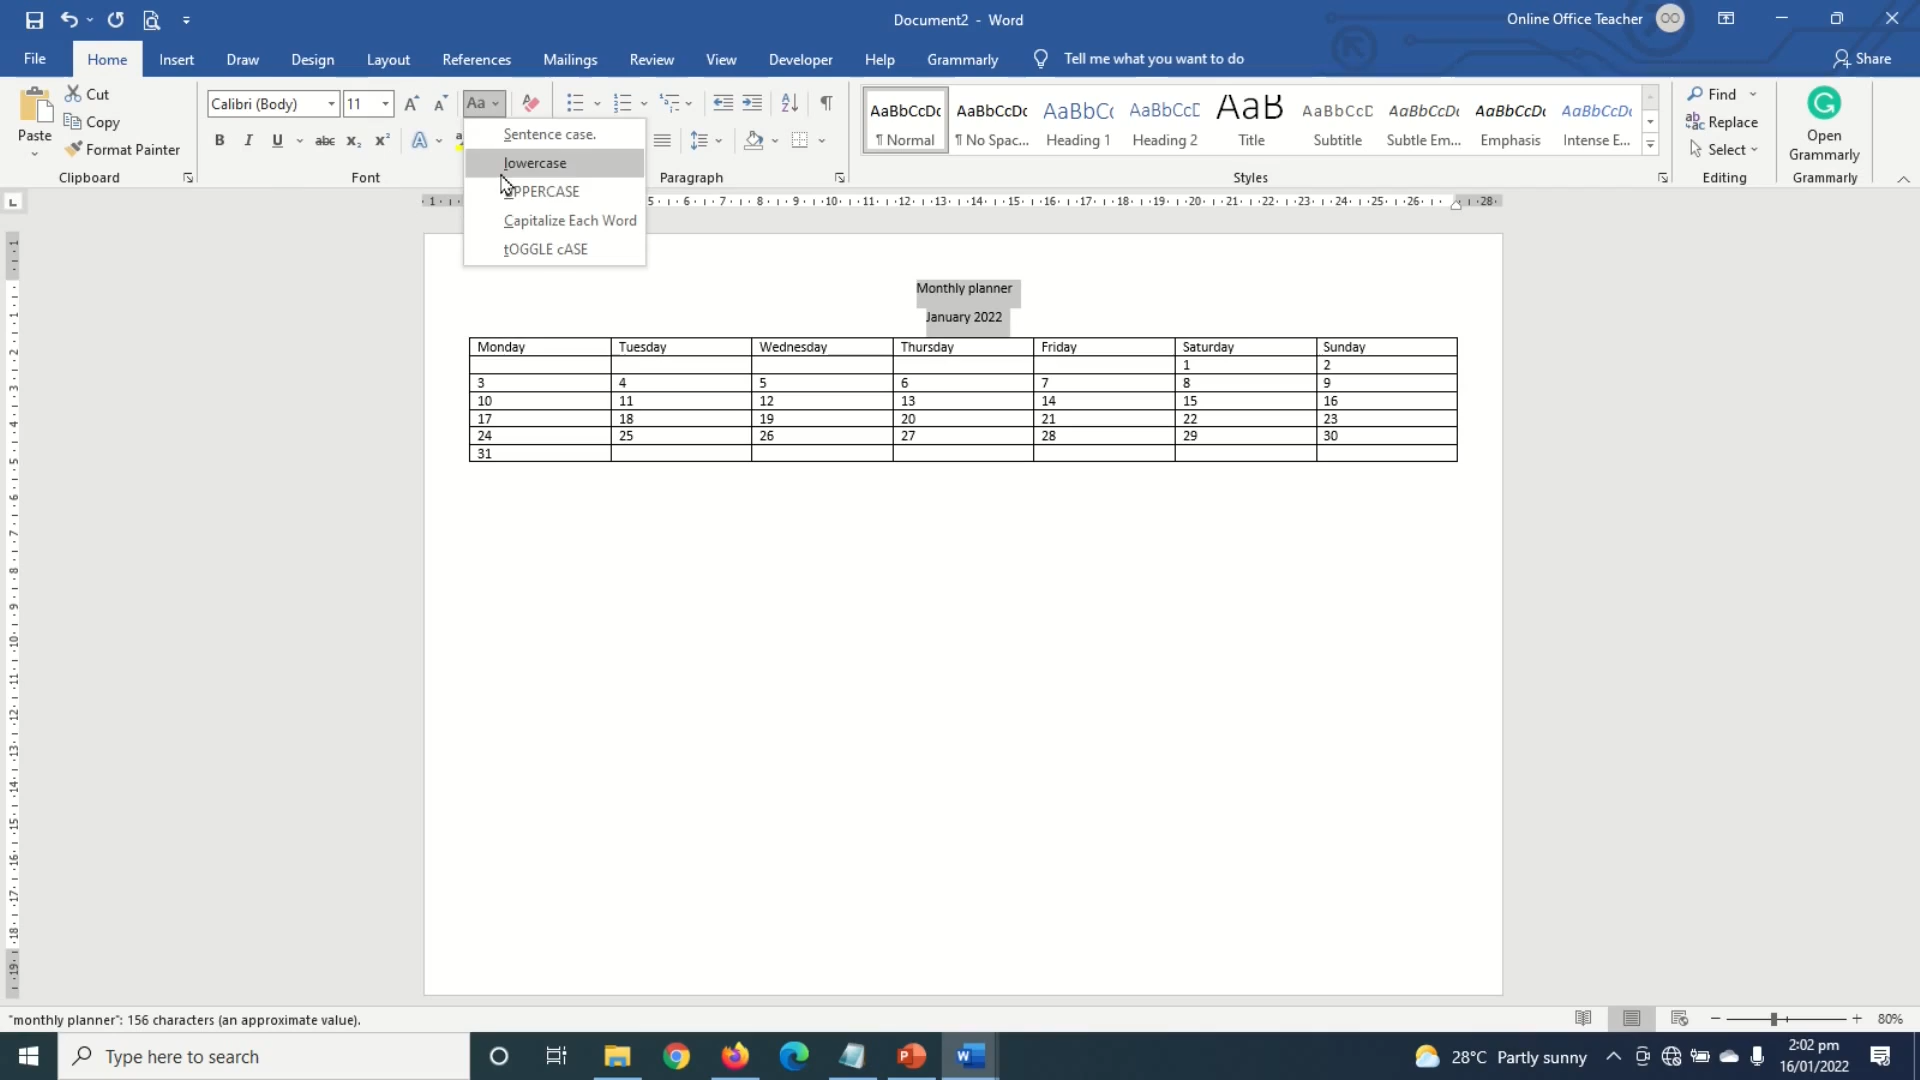 Document2 - Word
Online Office Teacher
OO
File
Home
Insert
Draw
Design
Layout
References
Mailings
Review
View
Developer
Help
Grammarly
Tell me what you want to do
Share
Paste
Cut
Copy
Format Painter
Clipboard
Calibri (Body)
11
Aa
B
I
U
abc
Font
Sentence case.
lowercase
UPPERCASE
Capitalize Each Word
tOGGLE cASE
Paragraph
AaBbCcDc
¶ Normal
AaBbCcDc
¶ No Spac...
AaBbC
Heading 1
AaBbCcD
Heading 2
AaB
Title
AaBbCcD
Subtitle
AaBbCcDc
Subtle Em...
AaBbCcDc
Emphasis
AaBbCcDc
Intense E...
Styles
Find
Replace
Select
Editing
Open
Grammarly
Grammarly
Monthly planner
January 2022
Monday Tuesday Wednesday Thursday Friday Saturday Sunday
1 2
3 4 5 6 7 8 9
10 11 12 13 14 15 16
17 18 19 20 21 22 23
24 25 26 27 28 29 30
31
"monthly planner": 156 characters (an approximate value).
80%
Type here to search
28°C Partly sunny
2:02 pm
16/01/2022